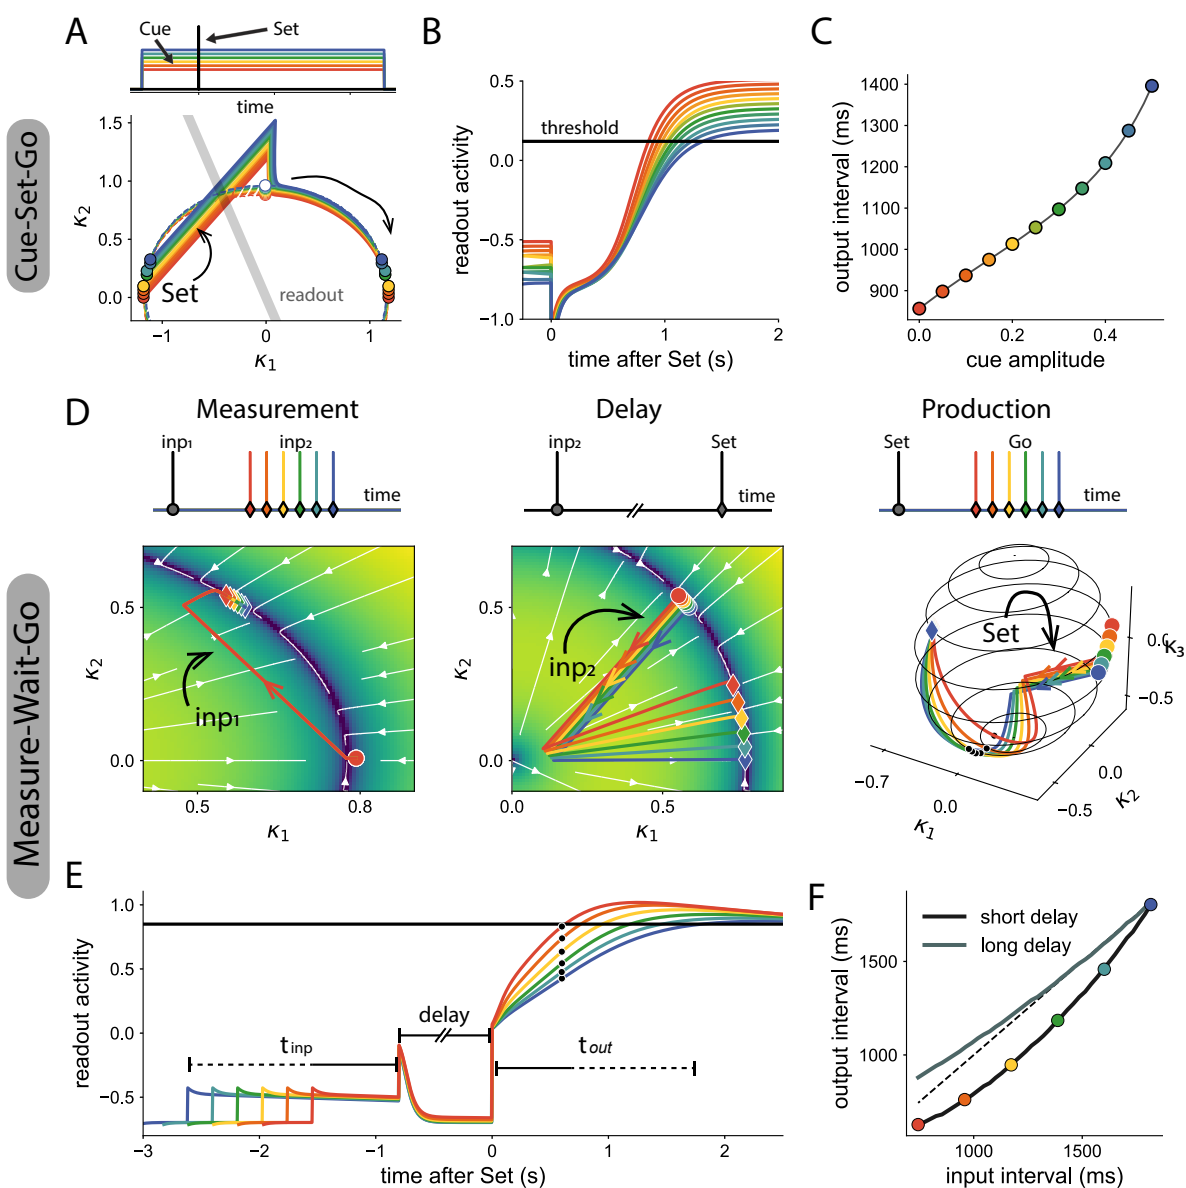 Cue-Set-Go
Measure-Wait-Go
A
Cue
Set
time
1.5
1.0
0.5
0.0
κ2
Set
readout
−1
0
1
κ1
B
0.5
0.0
−0.5
−1.0
readout activity
threshold
0
1
2
time after Set (s)
C
1400
1300
1200
1100
1000
900
output interval (ms)
0.0
0.2
0.4
cue amplitude
D
Measurement
inp1
inp2
time
0.5
0.0
κ2
inp1
0.5
0.8
κ1
Delay
inp2
Set
time
0.5
0.0
κ2
inp2
0.0
0.5
κ1
Production
Set
Go
time
Set
0.0
κ3
−0.5
−0.7
0.0
κ1
0.0
−0.5
κ2
E
1.0
0.5
0.0
−0.5
readout activity
tinp
delay
tout
−3
−2
−1
0
1
2
time after Set (s)
F
short delay
long delay
1500
1000
output interval (ms)
1000
1500
input interval (ms)